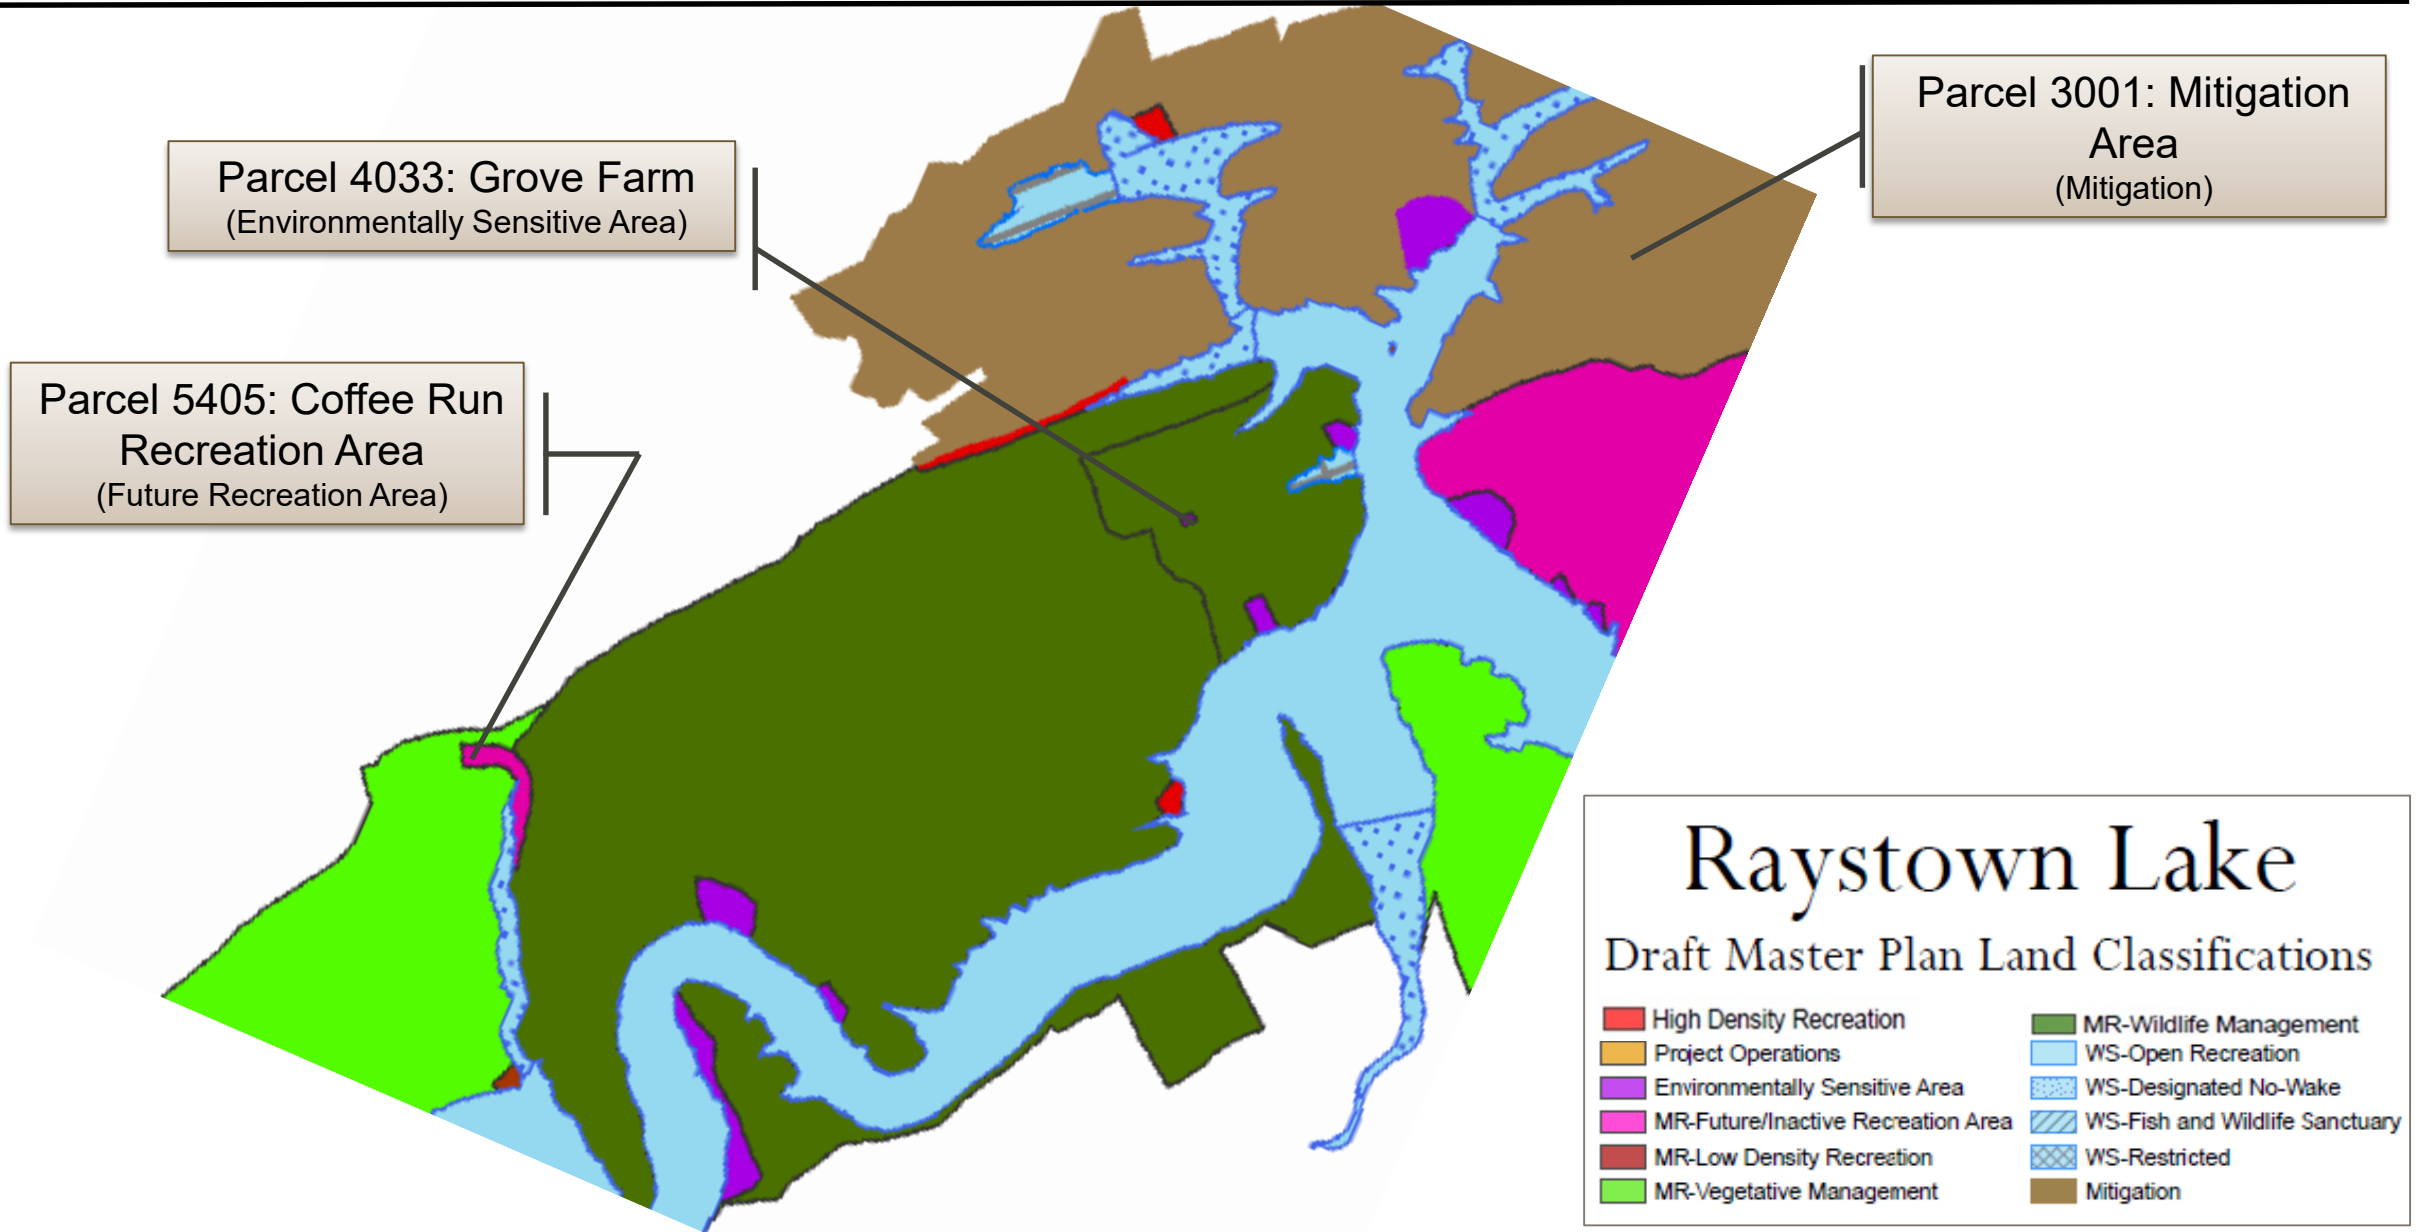 Parcel 3001: Mitigation
Area
(Mitigation)
Parcel 4033: Grove Farm
(Environmentally Sensitive Area)
Parcel 5405: Coffee Run
Recreation Area
(Future Recreation Area)
Raystown Lake
Draft Master Plan Land Classifications
High Density Recreation
Project Operations
Environmentally Sensitive Area
MR-Future/Inactive Recreation Area
MR-Low Density Recreation
MR-Vegetative Management
MR-Wildlife Management
WS-Open Recreation
WS-Designated No-Wake
WS-Fish and Wildlife Sanctuary
WS-Restricted
Mitigation